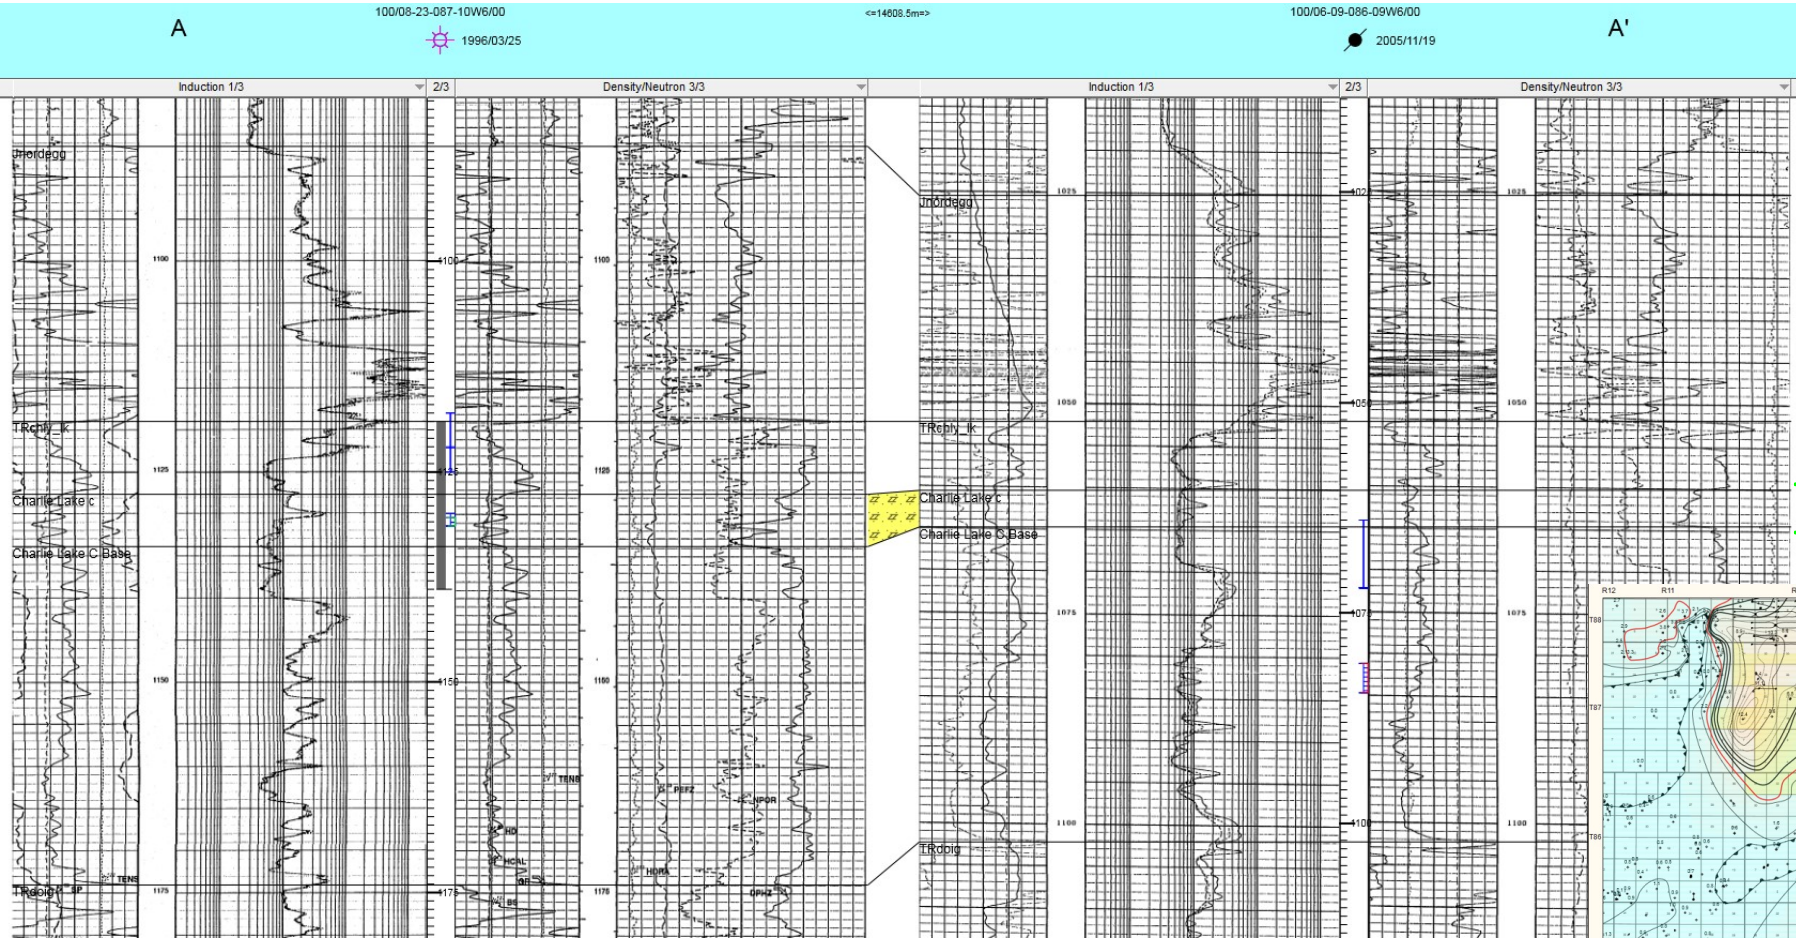 100/08-23-087-10W6/00
<=14608.5m=>
100/06-09-086-09W6/00
A
1996/03/25
2005/11/19
A'
Induction 1/3
2/3
Density/Neutron 3/3
Induction 1/3
2/3
Density/Neutron 3/3
Jnordegg
1025
1025
Jnordegg
1100
1100
1100
1050
1050
1050
TRchly_lk
TRchly_lk
1125
1125
1125
Charlie Lake c
Charlie Lake c
Charlie Lake C Base
Charlie Lake C Base
1075
1075
1075
R12
R11
T88
1150
1150
1150
T87
TENS
PEFZ
NPOR
HD
1100
1100
1100
T86
HCAL
TRdoig
HDRA
TENS
GR
TRdoig
SP
1175
1175
1175
DPHZ
BS